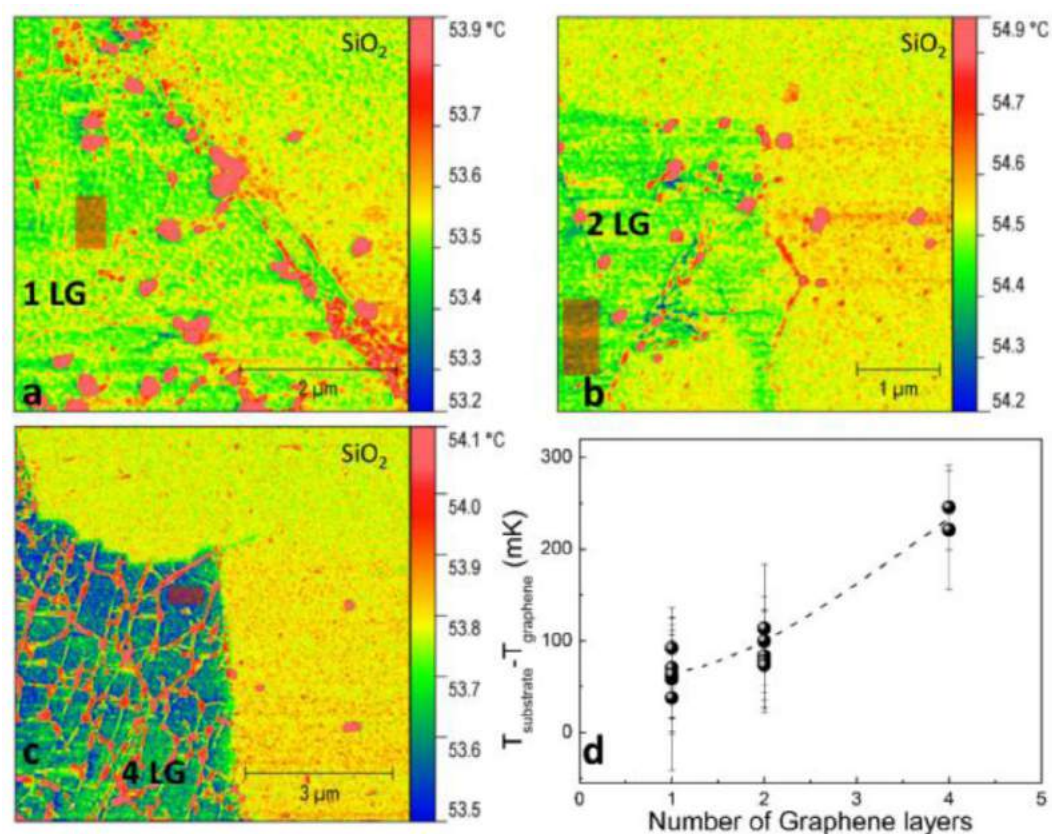 SiO2
1 LG
a
2 µm
53.9 °C
53.7
53.6
53.5
53.4
53.3
53.2
SiO2
2 LG
b
1 µm
54.9 °C
54.7
54.6
54.5
54.4
54.3
54.2
SiO2
4 LG
c
3 µm
54.1 °C
54.0
53.9
53.8
53.7
53.6
53.5
Tsubstrate-Tgraphene (mK)
300
200
100
0
d
0 1 2 3 4 5
Number of Graphene layers